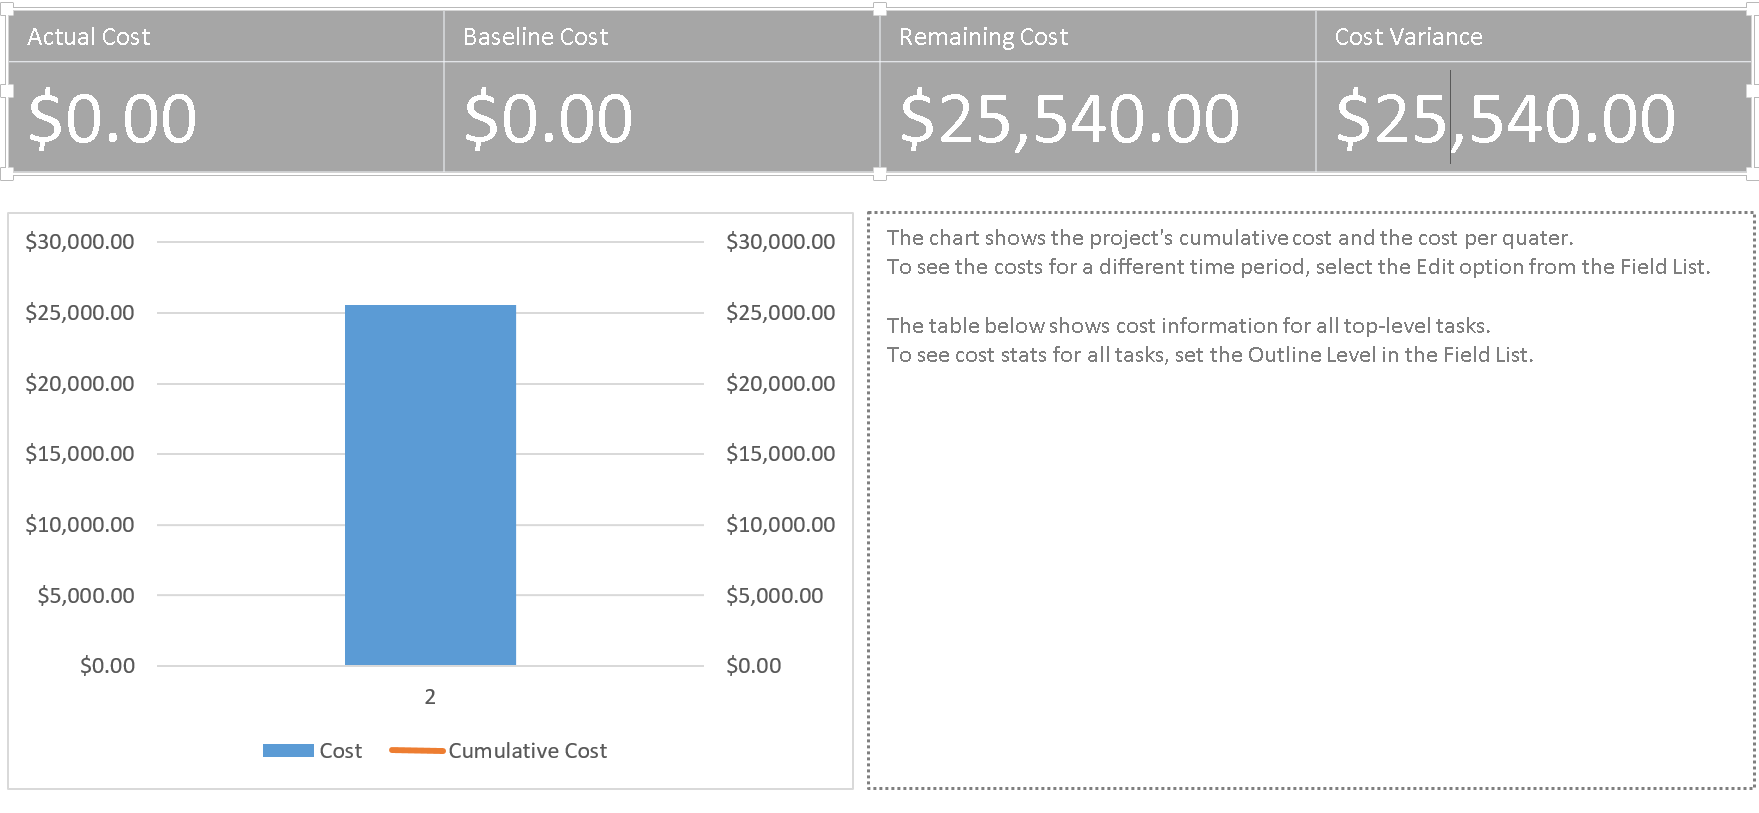 Actual Cost Baseline Cost Remaining Cost Cost Variance
$0.00 $0.00 $25,540.00 $25,540.00
$30,000.00 $30,000.00
$25,000.00 $25,000.00
$20,000.00 $20,000.00
$15,000.00 $15,000.00
$10,000.00 $10,000.00
$5,000.00 $5,000.00
$0.00 $0.00
2
Cost Cumulative Cost
The chart shows the project's cumulative cost and the cost per quater.
To see the costs for a different time period, select the Edit option from the Field List.
The table below shows cost information for all top-level tasks.
To see cost stats for all tasks, set the Outline Level in the Field List.